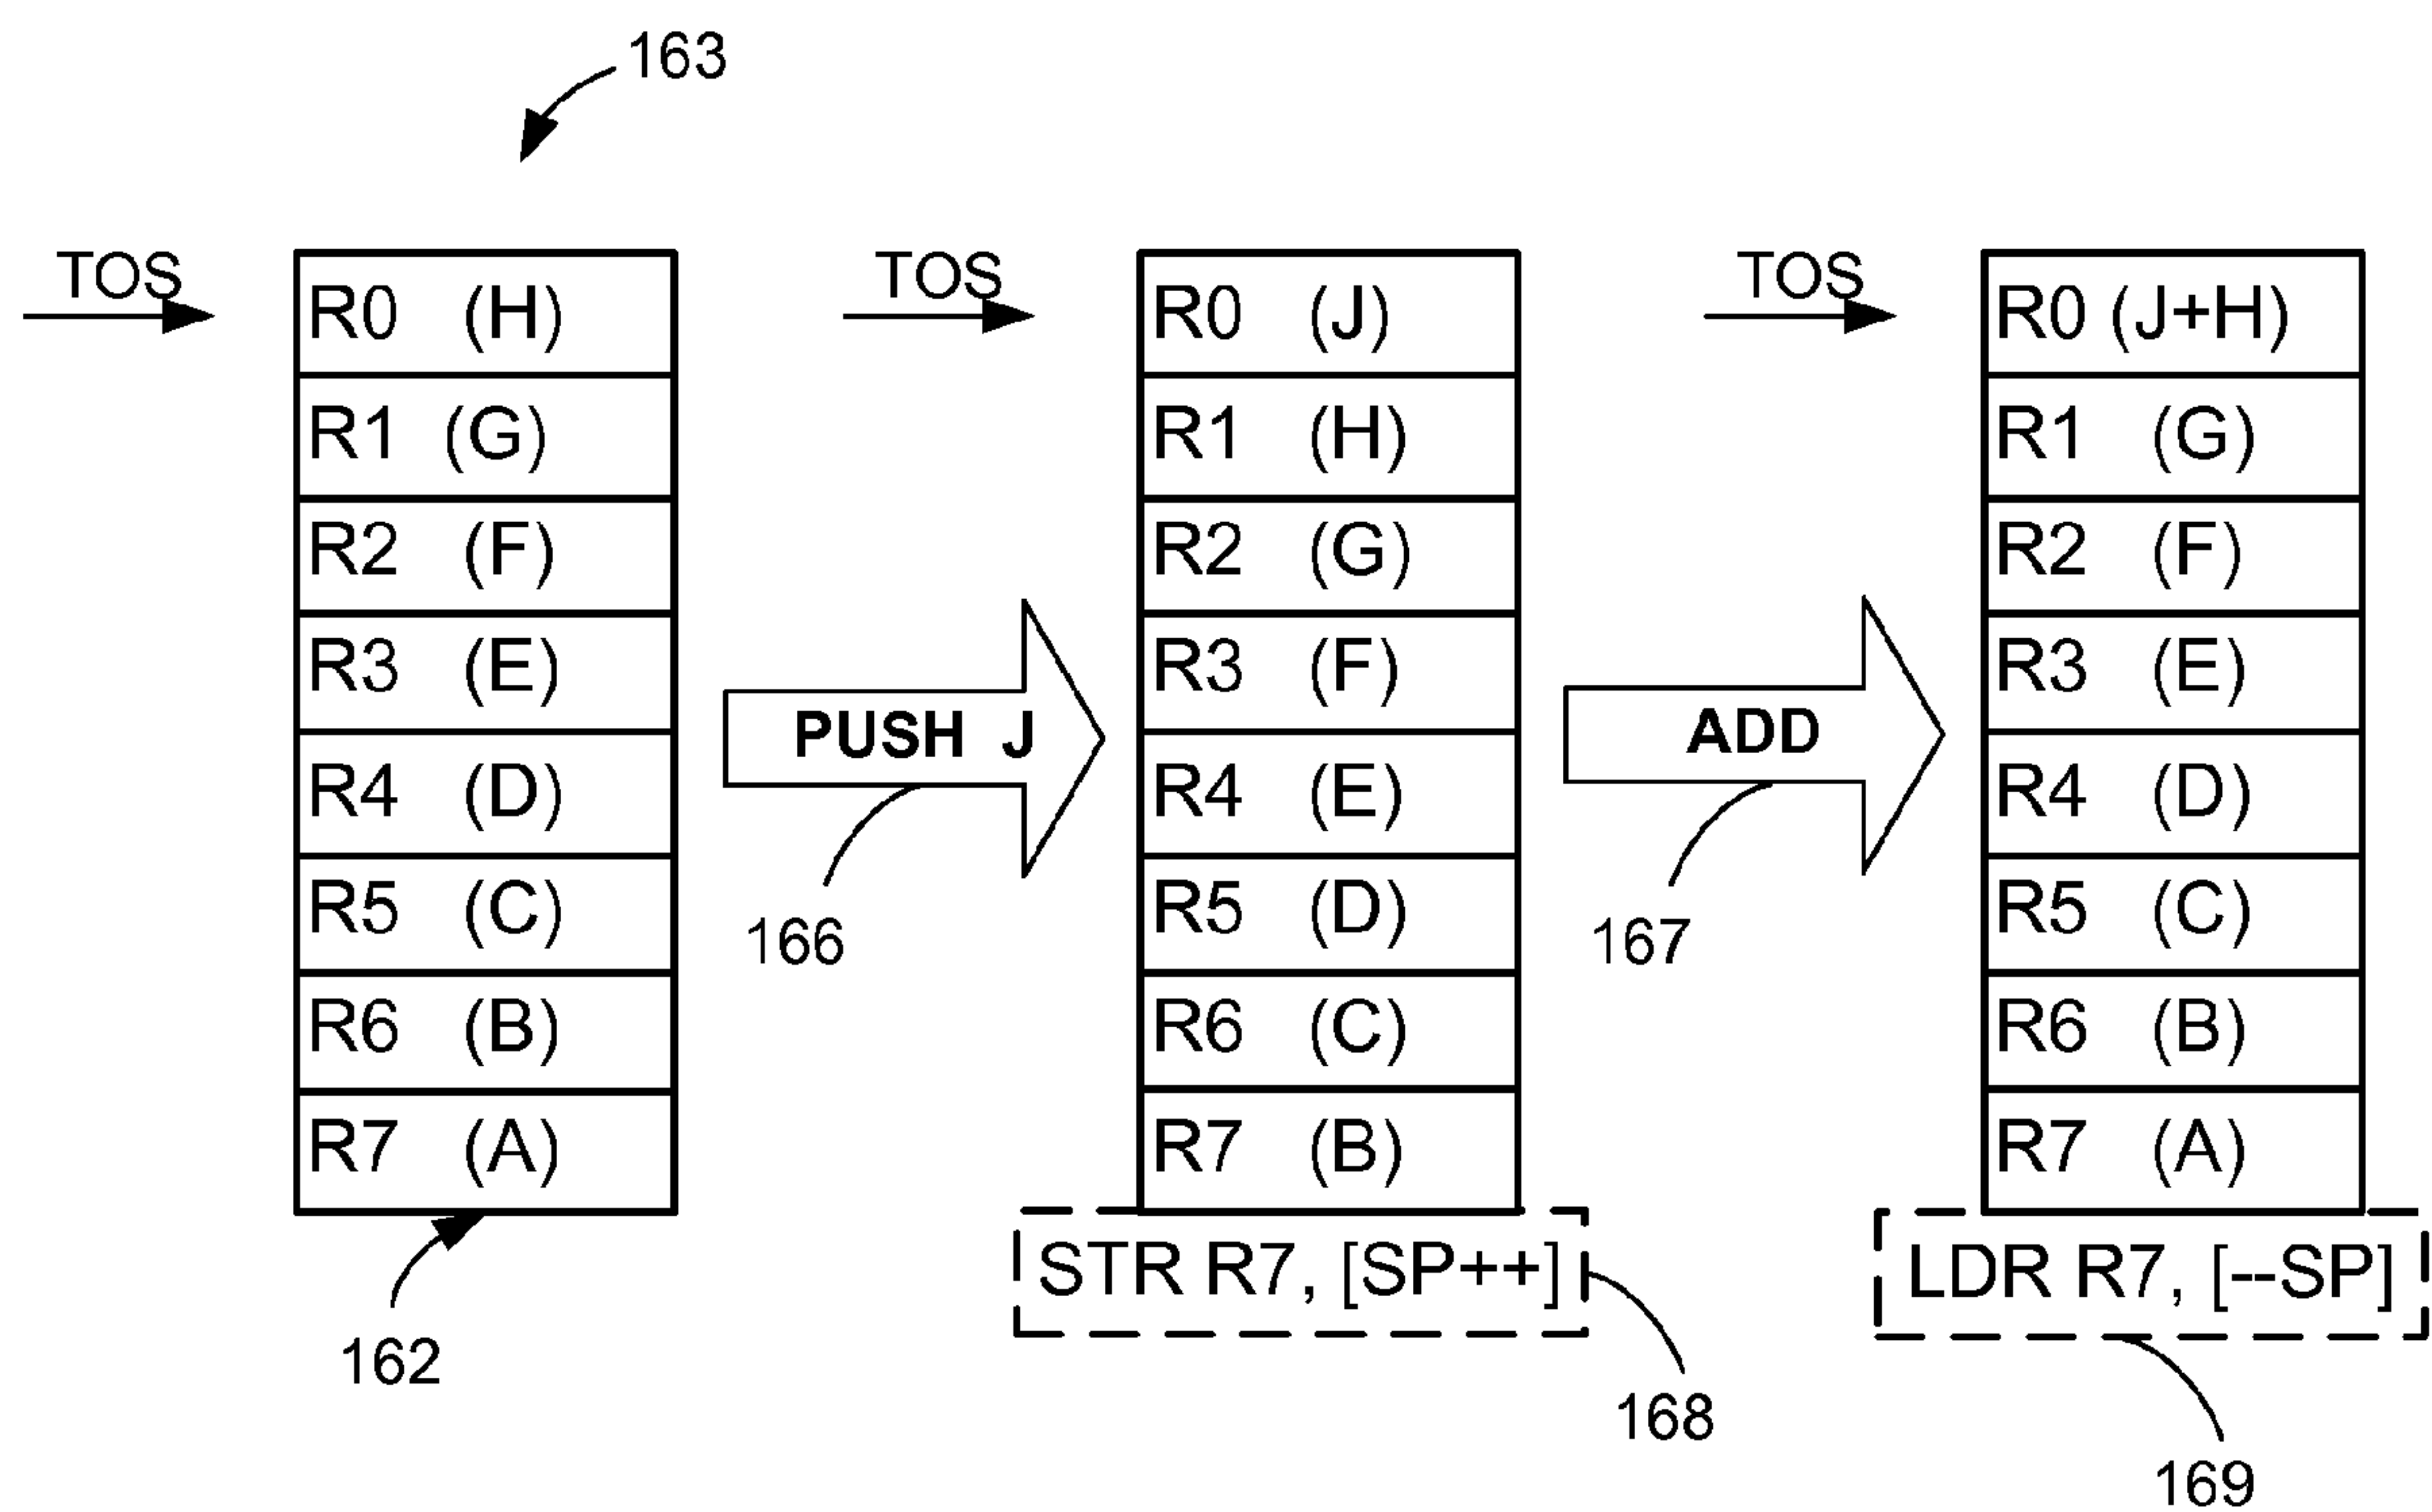 163
TOS TOS TOS
R0 (H) R0 (J) R0 (J+H)
R1 (G) R1 (H) R1 (G)
R2 (F) R2 (G) R2 (F)
R3 (E) R3 (F) R3 (E)
PUSH J ADD
R4 (D) R4 (E) R4 (D)
R5 (C) R5 (D) R5 (C)
166 167
R6 (B) R6 (C) R6 (B)
R7 (A) R7 (B) R7 (A)
STR R7, [SP++] LDR R7, [--SP]
162
168
169